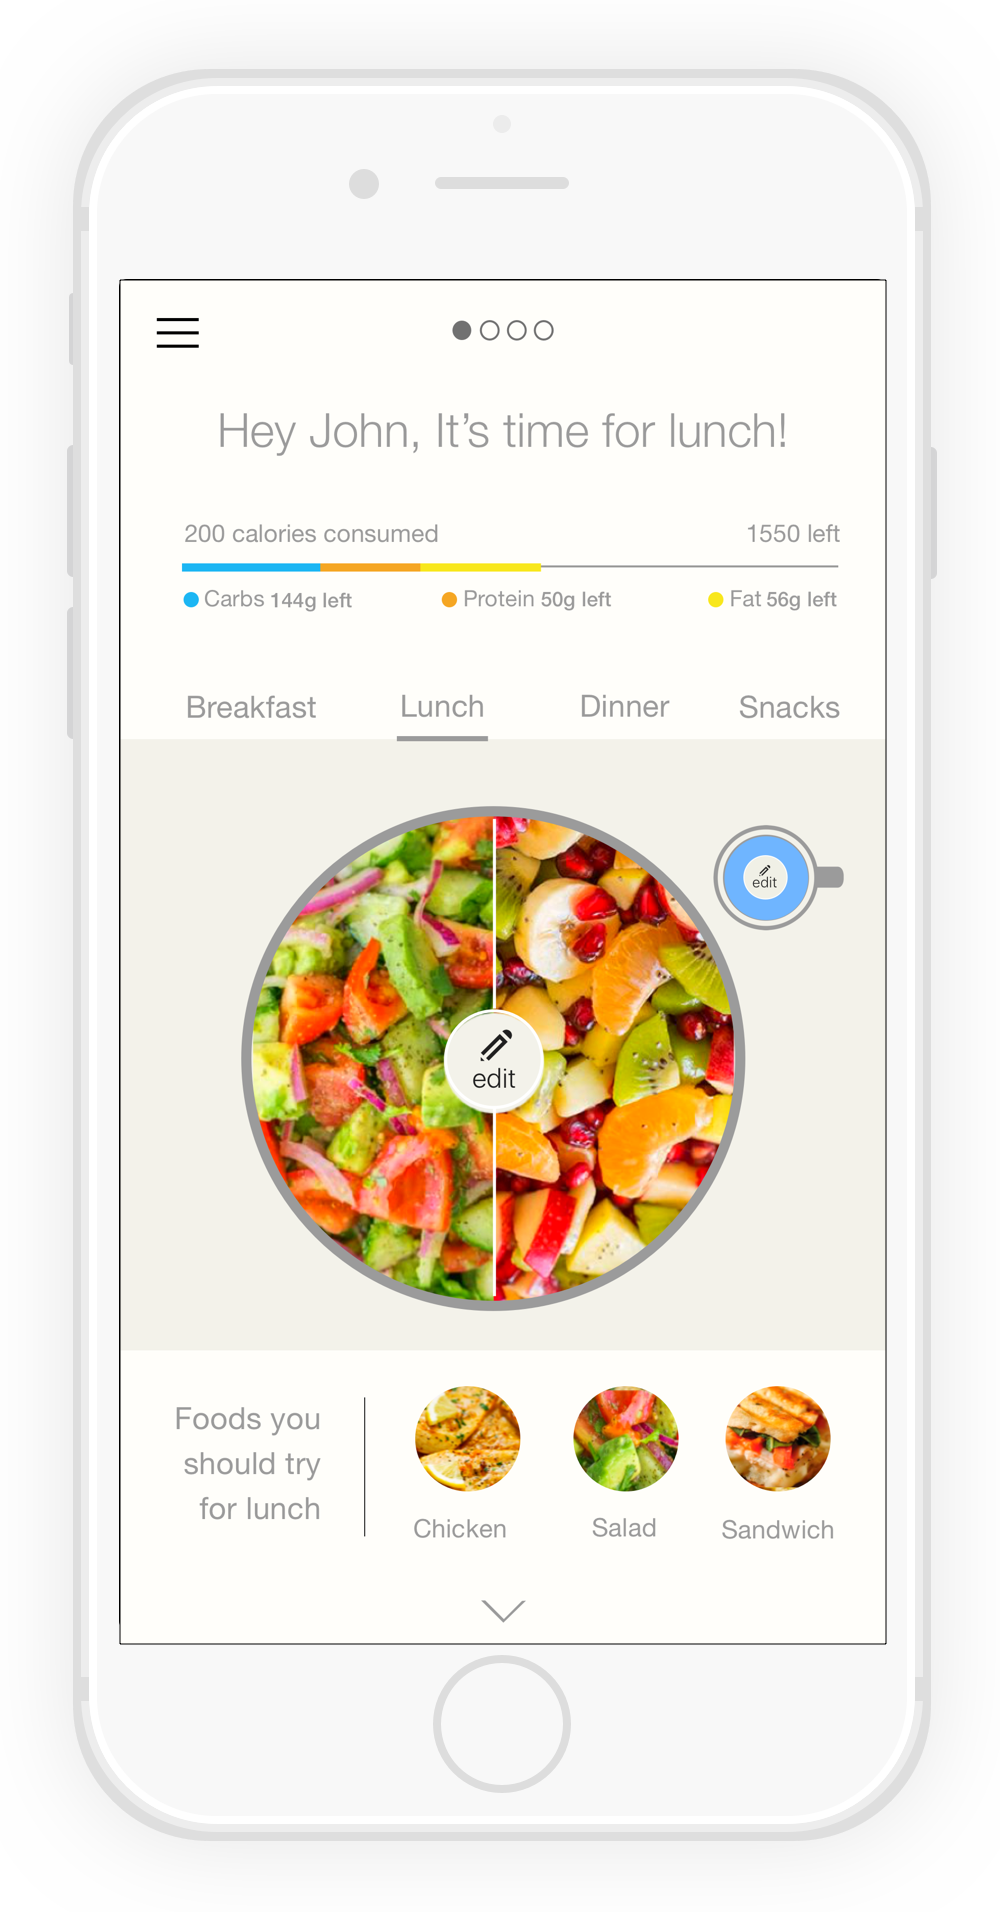 Hey John, It’s time for lunch!
200 calories consumed 1550 left
Carbs 144g left Protein 50g left Fat 56g left
Breakfast Lunch Dinner Snacks
edit
edit
Foods you
should try
for lunch
Chicken Salad Sandwich